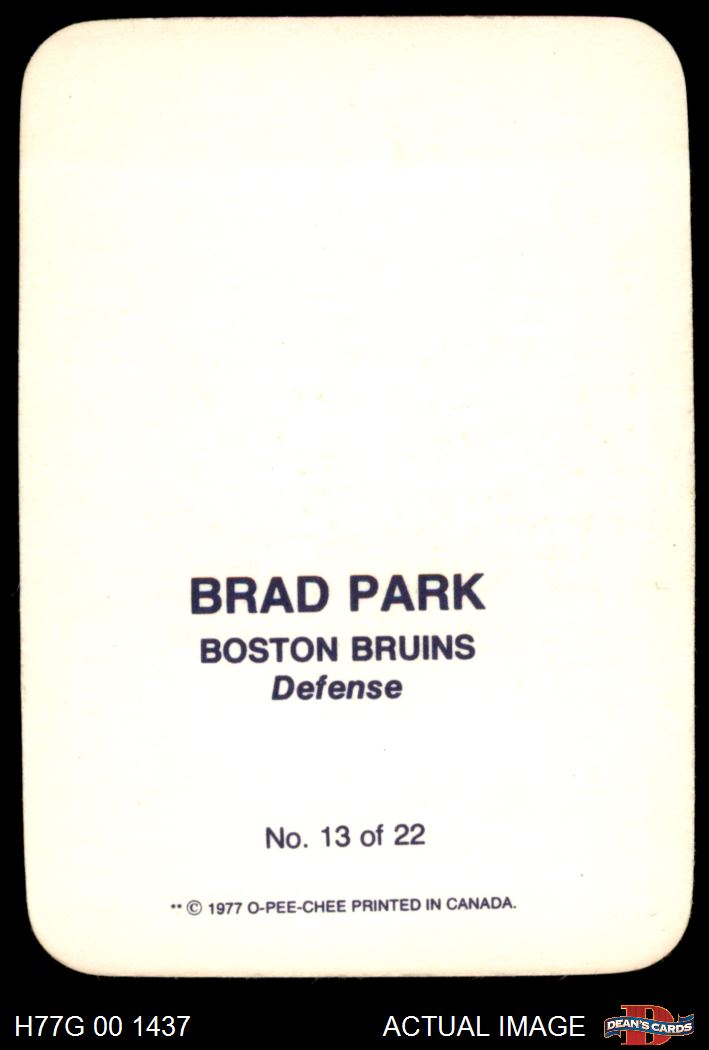 BRAD PARK
BOSTON BRUINS
Defense
No. 13 of 22
** © 1977 O-PEE-CHEE PRINTED IN CANADA.
H77G 00 1437
ACTUAL IMAGE
D
DEAN'S CARDS